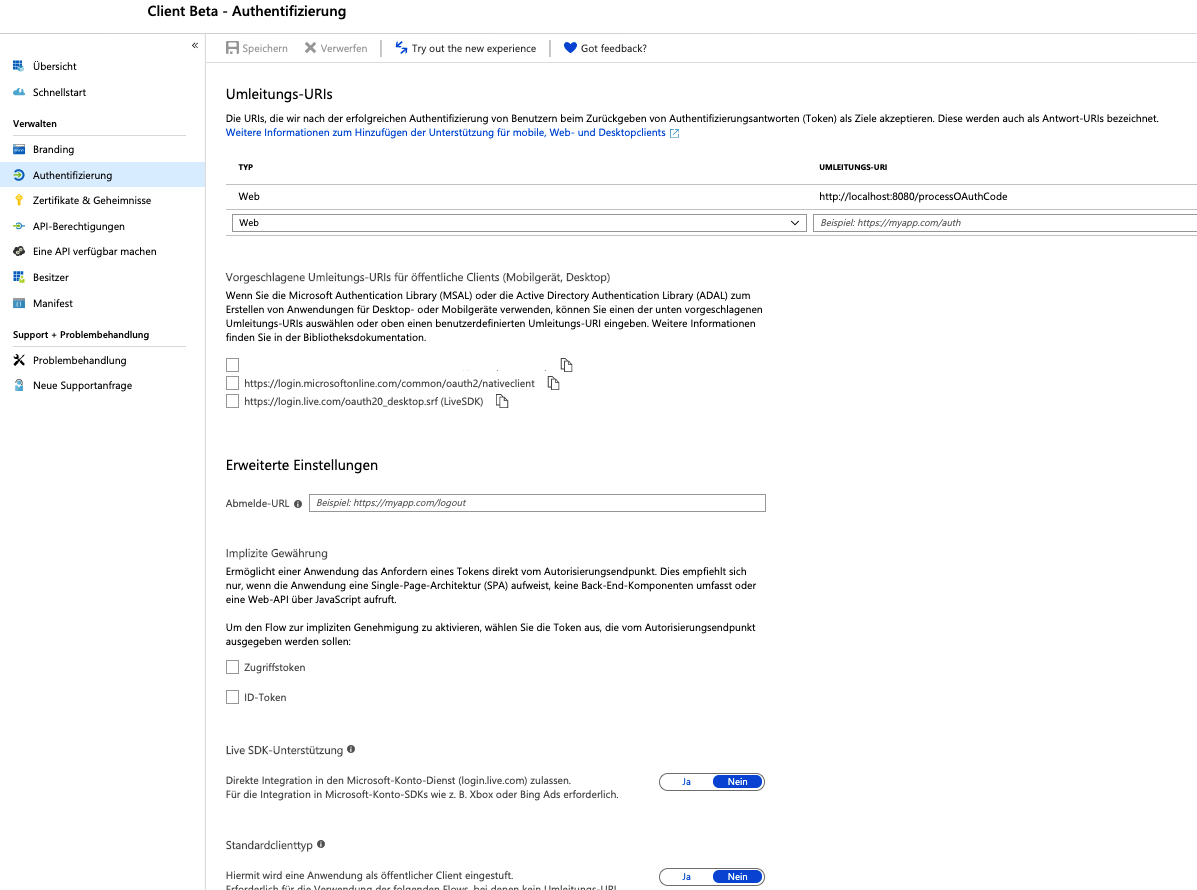 Client Beta - Authentifizierung
«
Übersicht
Schnellstart
Verwalten
Branding
Authentifizierung
Zertifikate & Geheimnisse
API-Berechtigungen
Eine API verfügbar machen
Besitzer
Manifest
Support + Problembehandlung
Problembehandlung
Neue Supportanfrage
Speichern Verwerfen Try out the new experience Got feedback?
Umleitungs-URIs
Die URIs, die wir nach der erfolgreichen Authentifizierung von Benutzern beim Zurückgeben von Authentifizierungsantworten (Token) als Ziele akzeptieren. Diese werden auch als Antwort-URIs bezeichnet.
Weitere Informationen zum Hinzufügen der Unterstützung für mobile, Web- und Desktopclients
TYP UMLEITUNGS-URI
Web http://localhost:8080/processOAuthCode
Web Beispiel: https://myapp.com/auth
Vorgeschlagene Umleitungs-URIs für öffentliche Clients (Mobilgerät, Desktop)
Wenn Sie die Microsoft Authentication Library (MSAL) oder die Active Directory Authentication Library (ADAL) zum
Erstellen von Anwendungen für Desktop- oder Mobilgeräte verwenden, können Sie einen der unten vorgeschlagenen
Umleitungs-URIs auswählen oder oben einen benutzerdefinierten Umleitungs-URI eingeben. Weitere Informationen
finden Sie in der Bibliotheksdokumentation.
https://login.microsoftonline.com/common/oauth2/nativeclient
https://login.live.com/oauth20_desktop.srf (LiveSDK)
Erweiterte Einstellungen
Abmelde-URL Beispiel: https://myapp.com/logout
Implizite Gewährung
Ermöglicht einer Anwendung das Anfordern eines Tokens direkt vom Autorisierungsendpunkt. Dies empfiehlt sich
nur, wenn die Anwendung eine Single-Page-Architektur (SPA) aufweist, keine Back-End-Komponenten umfasst oder
eine Web-API über JavaScript aufruft.
Um den Flow zur impliziten Genehmigung zu aktivieren, wählen Sie die Token aus, die vom Autorisierungsendpunkt
ausgegeben werden sollen:
Zugriffstoken
ID-Token
Live SDK-Unterstützung
Direkte Integration in den Microsoft-Konto-Dienst (login.live.com) zulassen.
Für die Integration in Microsoft-Konto-SDKs wie z. B. Xbox oder Bing Ads erforderlich.
Ja Nein
Standardclienttyp
Hiermit wird eine Anwendung als öffentlicher Client eingestuft.
Ja Nein
Erforderlich für die Verwendung der folgenden Flows, bei denen kein Umleitungs-URI